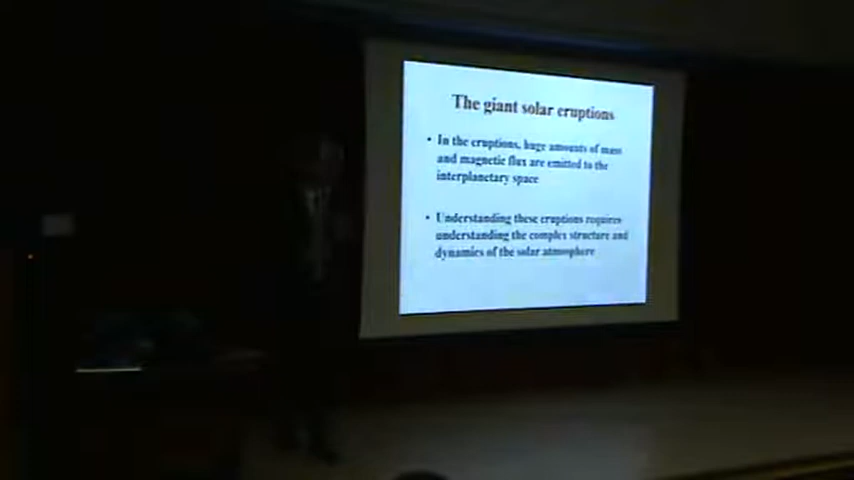 The giant solar eruptions
• In the eruptions, huge amounts of mass
and magnetic flux are emitted to the
interplanetary space
• Understanding these eruptions requires
understanding the complex structure and
dynamics of the solar atmosphere